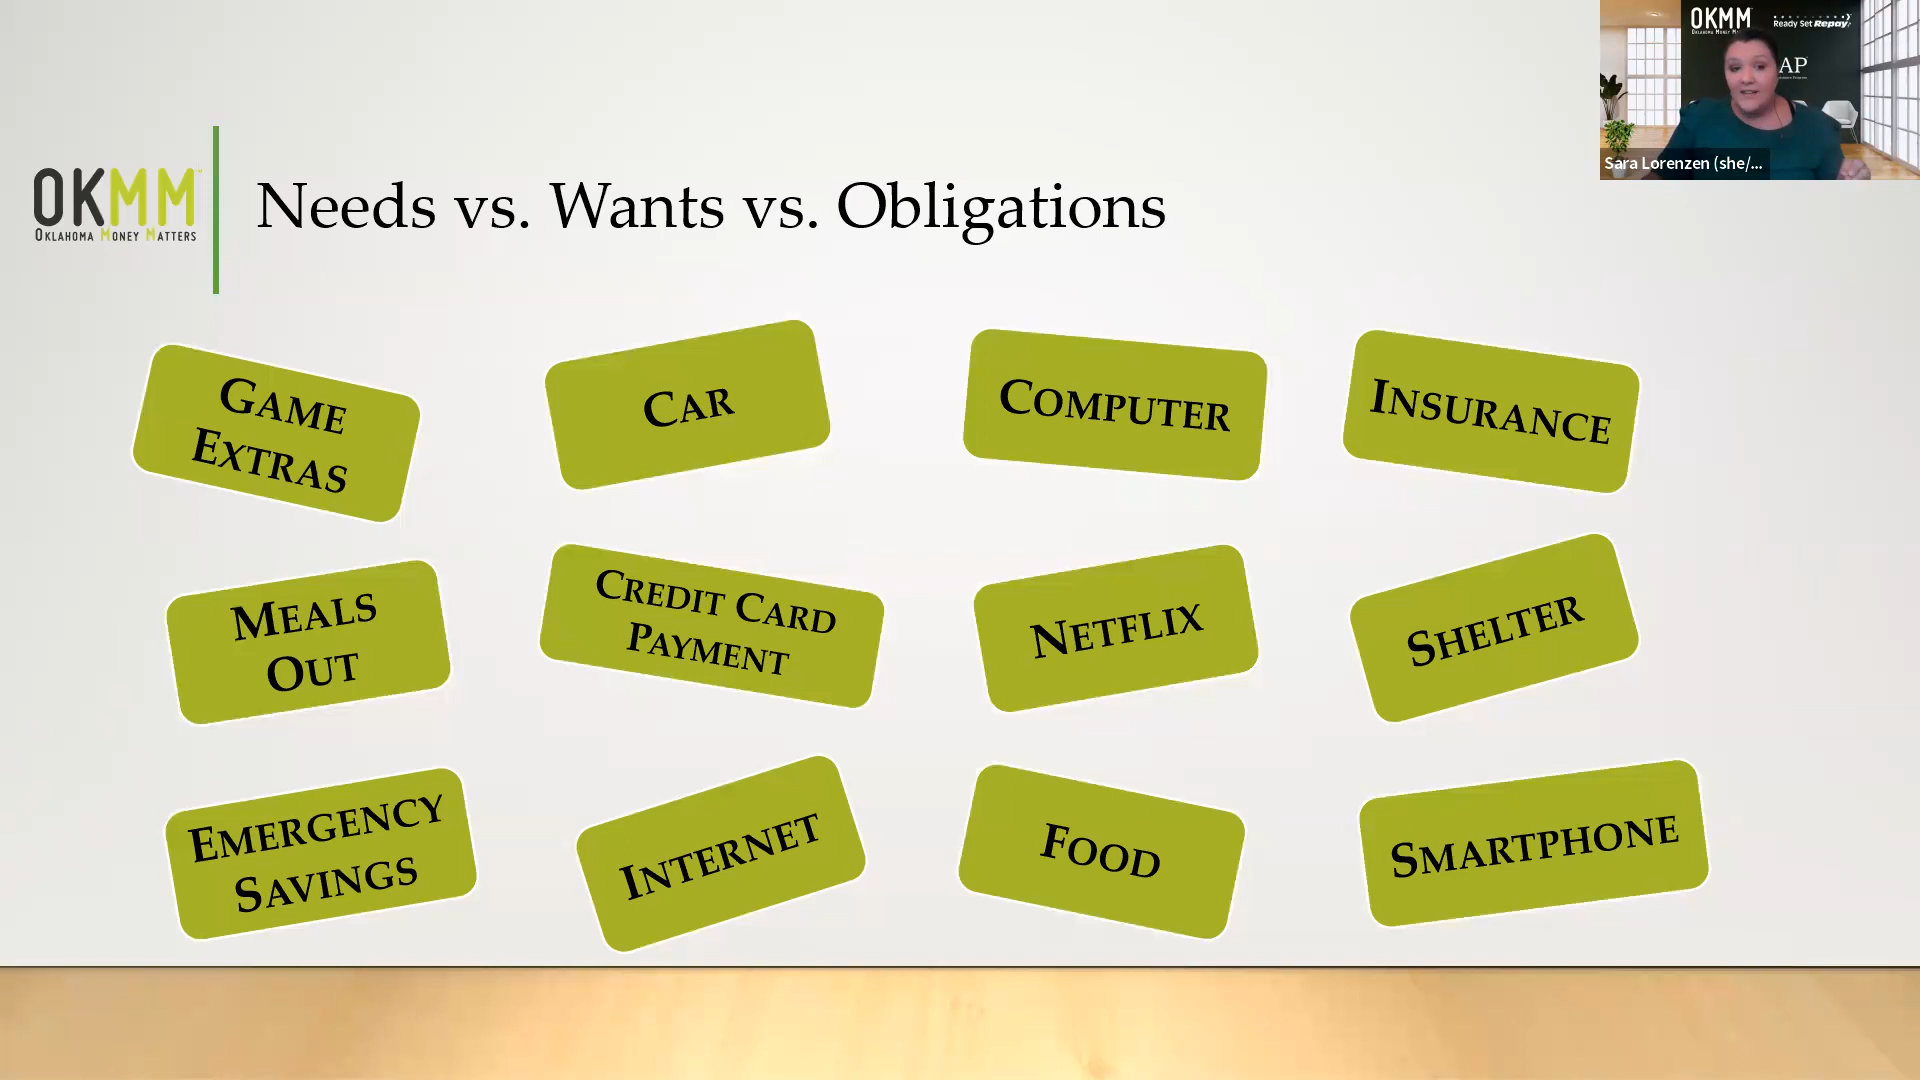 OKMM
Oklahoma Money Matters
Needs vs. Wants vs. Obligations
Game
Extras
Car
Computer
Insurance
Meals
Out
Credit Card
Payment
Netflix
Shelter
Emergency
Savings
Internet
Food
Smartphone
OKMM
Ready Set Repay
AP
Sara Lorenzen (she/...